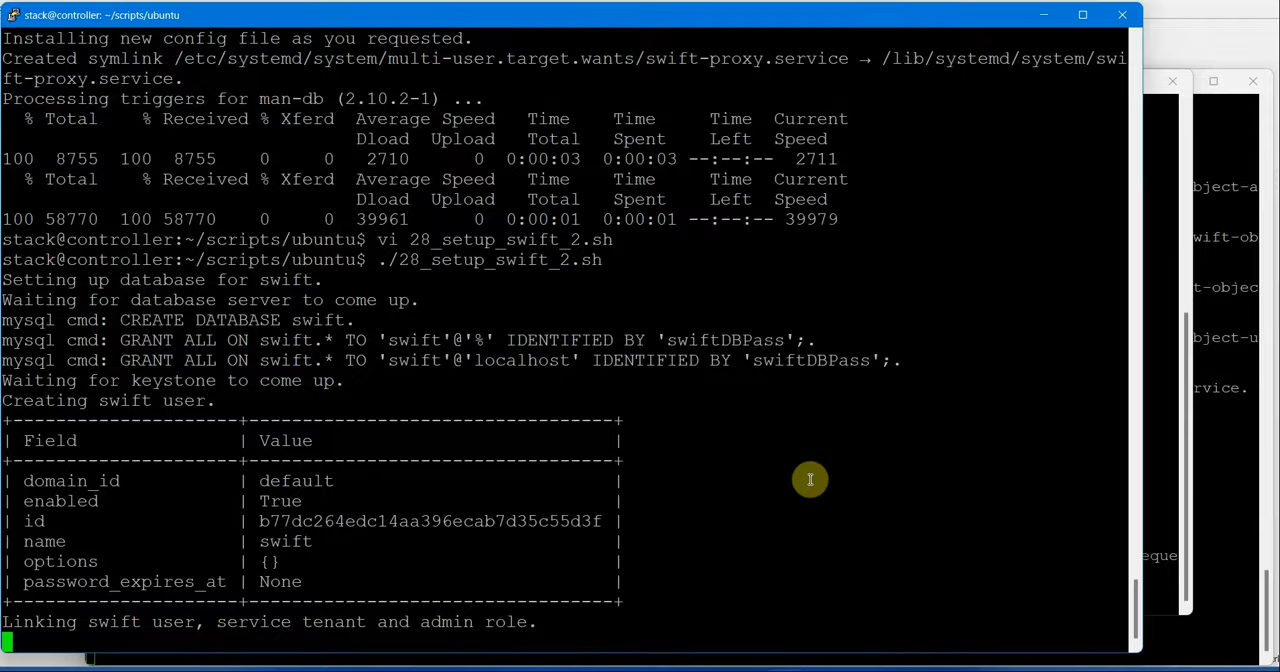 stack@controller: ~/scripts/ubuntu
Installing new config file as you requested.
Created symlink /etc/systemd/system/multi-user.target.wants/swift-proxy.service → /lib/systemd/system/swi
ft-proxy.service.
Processing triggers for man-db (2.10.2-1) ...
% Total % Received % Xferd Average Speed Time Time Time Current
Dload Upload Total Spent Left Speed
100 8755 100 8755 0 0 2710 0 0:00:03 0:00:03 --:--:-- 2711
% Total % Received % Xferd Average Speed Time Time Time Current
Dload Upload Total Spent Left Speed
100 58770 100 58770 0 0 39961 0 0:00:01 0:00:01 --:--:-- 39979
stack@controller:~/scripts/ubuntu$ vi 28_setup_swift_2.sh
stack@controller:~/scripts/ubuntu$ ./28_setup_swift_2.sh
Setting up database for swift.
Waiting for database server to come up.
mysql cmd: CREATE DATABASE swift.
mysql cmd: GRANT ALL ON swift.* TO 'swift'@'%' IDENTIFIED BY 'swiftDBPass';.
mysql cmd: GRANT ALL ON swift.* TO 'swift'@'localhost' IDENTIFIED BY 'swiftDBPass';.
Waiting for keystone to come up.
Creating swift user.
+---------------------+----------------------------------+
| Field | Value |
+---------------------+----------------------------------+
| domain_id | default |
| enabled | True |
| id | b77dc264edc14aa396ecab7d35c55d3f |
| name | swift |
| options | {} |
| password_expires_at | None |
+---------------------+----------------------------------+
Linking swift user, service tenant and admin role.
bject-a
wift-ob
t-objec
bject-u
rvice.
eque